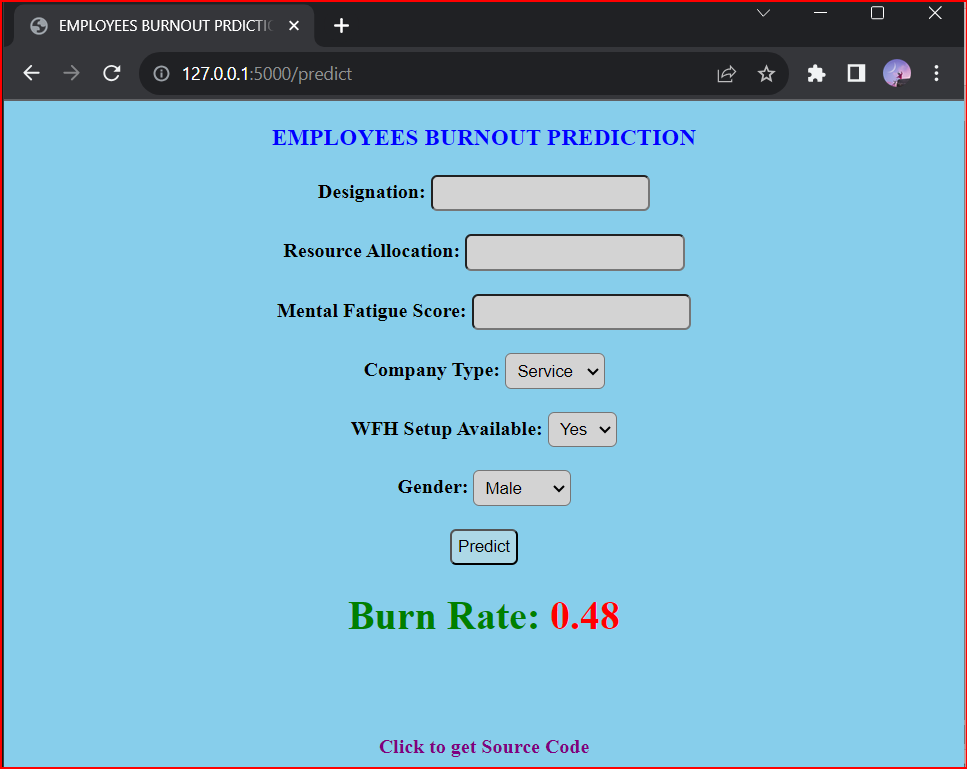 EMPLOYEES BURNOUT PRDICTIO
127.0.0.1:5000/predict
EMPLOYEES BURNOUT PREDICTION
Designation:
Resource Allocation:
Mental Fatigue Score:
Company Type: Service
WFH Setup Available: Yes
Gender: Male
Predict
Burn Rate: 0.48
Click to get Source Code